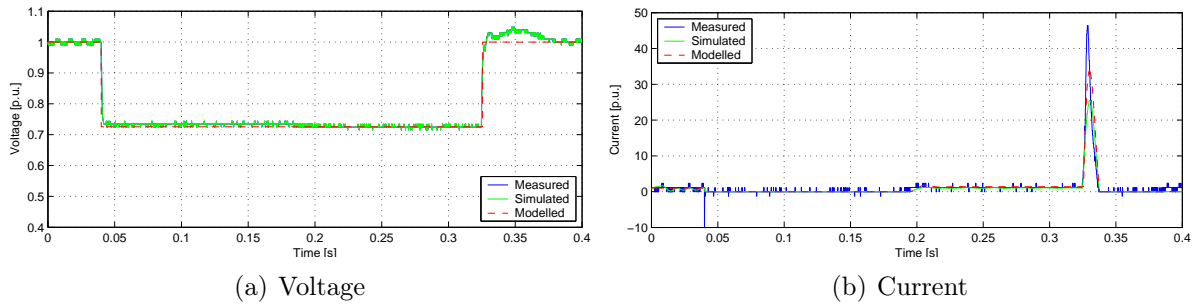 1.1
1
0.9
0.8
0.7
0.6
0.5
0.4
Voltage [p.u.]
0 0.05 0.1 0.15 0.2 0.25 0.3 0.35 0.4
Time [s]
Measured
Simulated
Modelled
(a) Voltage
50
40
30
20
10
0
−10
Current [p.u.]
0 0.05 0.1 0.15 0.2 0.25 0.3 0.35 0.4
Time [s]
Measured
Simulated
Modelled
(b) Current